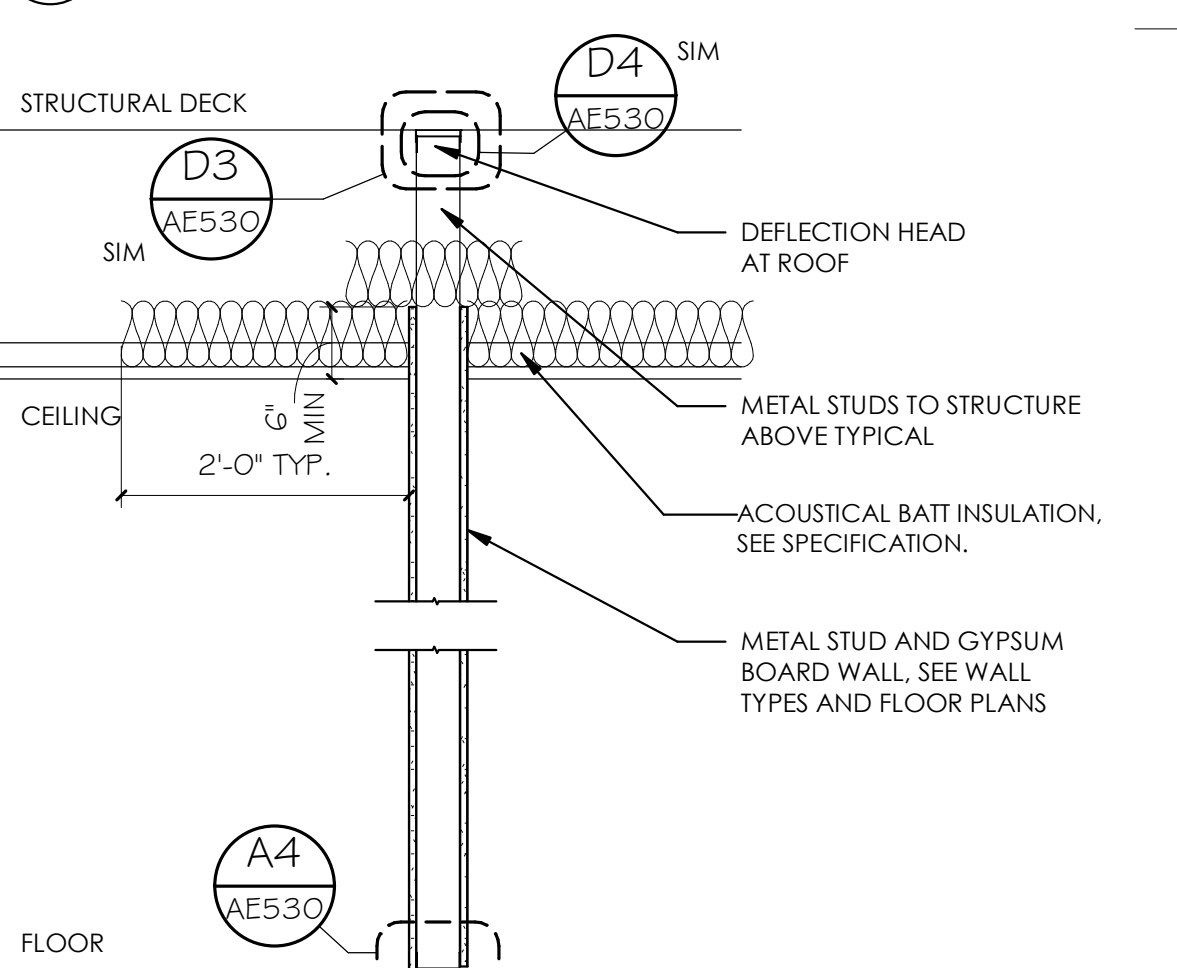 D4
SIM
AE530
STRUCTURAL DECK
D3
AE530
SIM
DEFLECTION HEAD
AT ROOF
CEILING
6"
MIN
2'-0" TYP.
METAL STUDS TO STRUCTURE
ABOVE TYPICAL
ACOUSTICAL BATT INSULATION,
SEE SPECIFICATION.
METAL STUD AND GYPSUM
BOARD WALL, SEE WALL
TYPES AND FLOOR PLANS
A4
AE530
FLOOR